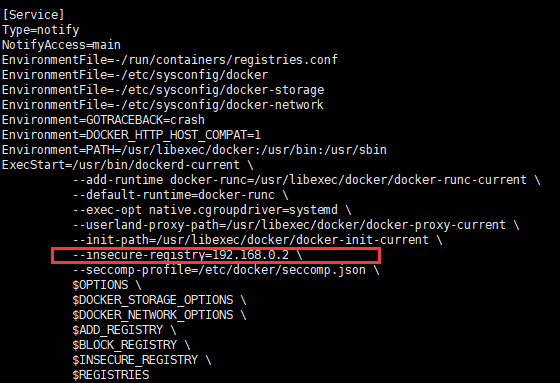 [Service]
Type=notify
NotifyAccess=main
EnvironmentFile=-/run/containers/registries.conf
EnvironmentFile=-/etc/sysconfig/docker
EnvironmentFile=-/etc/sysconfig/docker-storage
EnvironmentFile=-/etc/sysconfig/docker-network
Environment=GOTRACEBACK=crash
Environment=DOCKER_HTTP_HOST_COMPAT=1
Environment=PATH=/usr/libexec/docker:/usr/bin:/usr/sbin
ExecStart=/usr/bin/dockerd-current \
--add-runtime docker-runc=/usr/libexec/docker/docker-runc-current \
--default-runtime=docker-runc \
--exec-opt native.cgroupdriver=systemd \
--userland-proxy-path=/usr/libexec/docker/docker-proxy-current \
--init-path=/usr/libexec/docker/docker-init-current \
--insecure-registry=192.168.0.2 \
--seccomp-profile=/etc/docker/seccomp.json \
$OPTIONS \
$DOCKER_STORAGE_OPTIONS \
$DOCKER_NETWORK_OPTIONS \
$ADD_REGISTRY \
$BLOCK_REGISTRY \
$INSECURE_REGISTRY \
$REGISTRIES